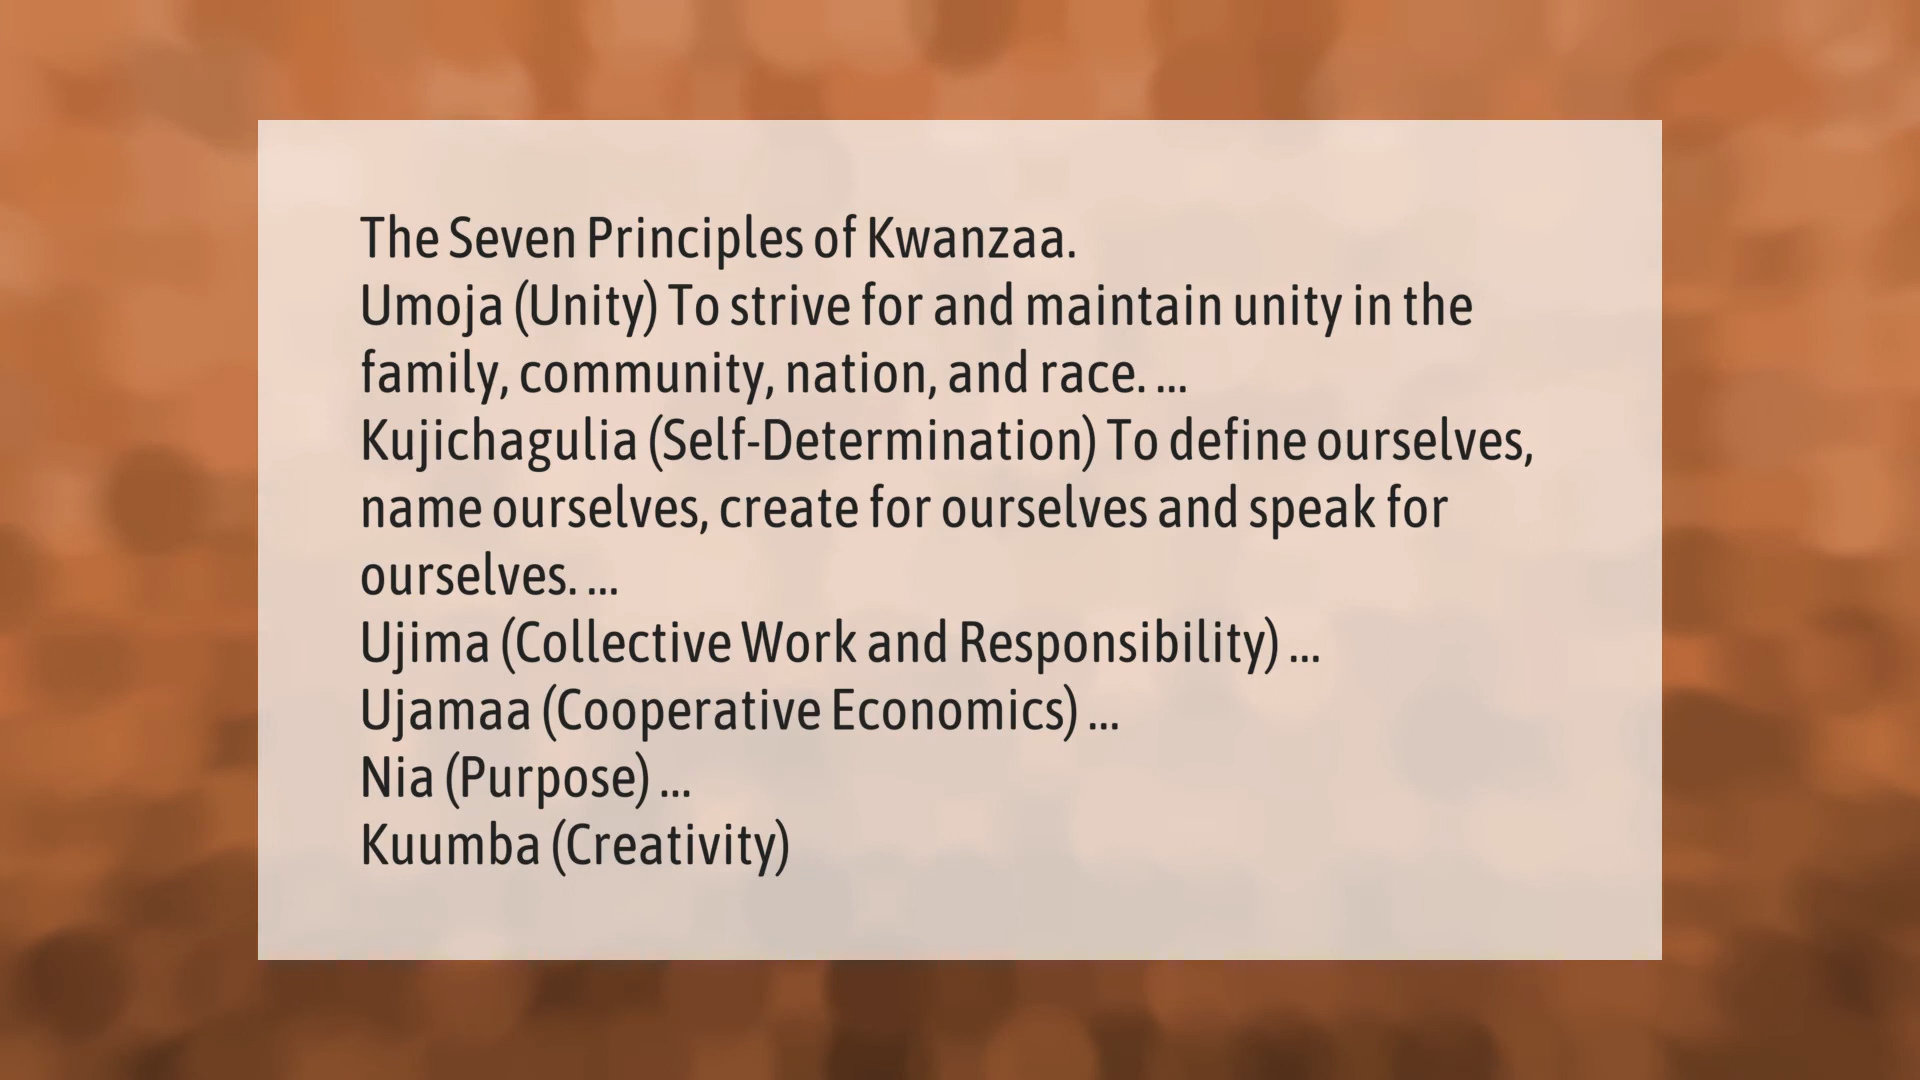 The Seven Principles of Kwanzaa.
Umoja (Unity) To strive for and maintain unity in the
family, community, nation, and race. ...
Kujichagulia (Self-Determination) To define ourselves,
name ourselves, create for ourselves and speak for
ourselves. ...
Ujima (Collective Work and Responsibility) ...
Ujamaa (Cooperative Economics) ...
Nia (Purpose) ...
Kuumba (Creativity)